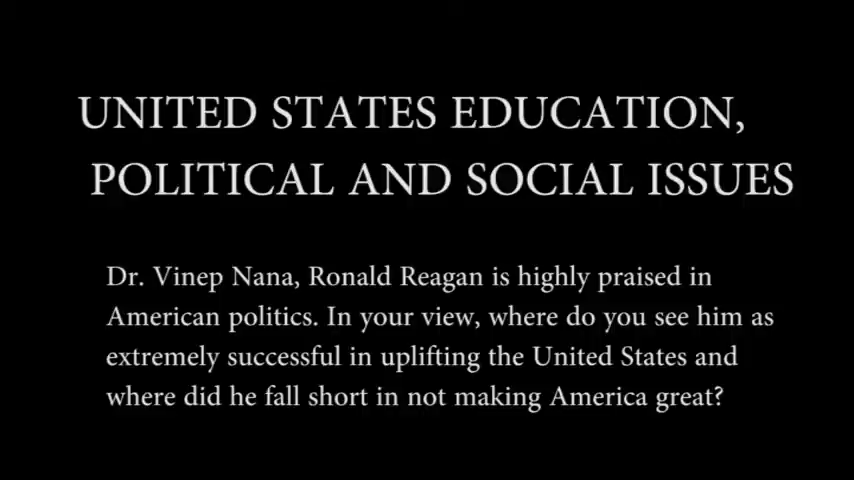 UNITED STATES EDUCATION,
POLITICAL AND SOCIAL ISSUES
Dr. Vinep Nana, Ronald Reagan is highly praised in
American politics. In your view, where do you see him as
extremely successful in uplifting the United States and
where did he fall short in not making America great?